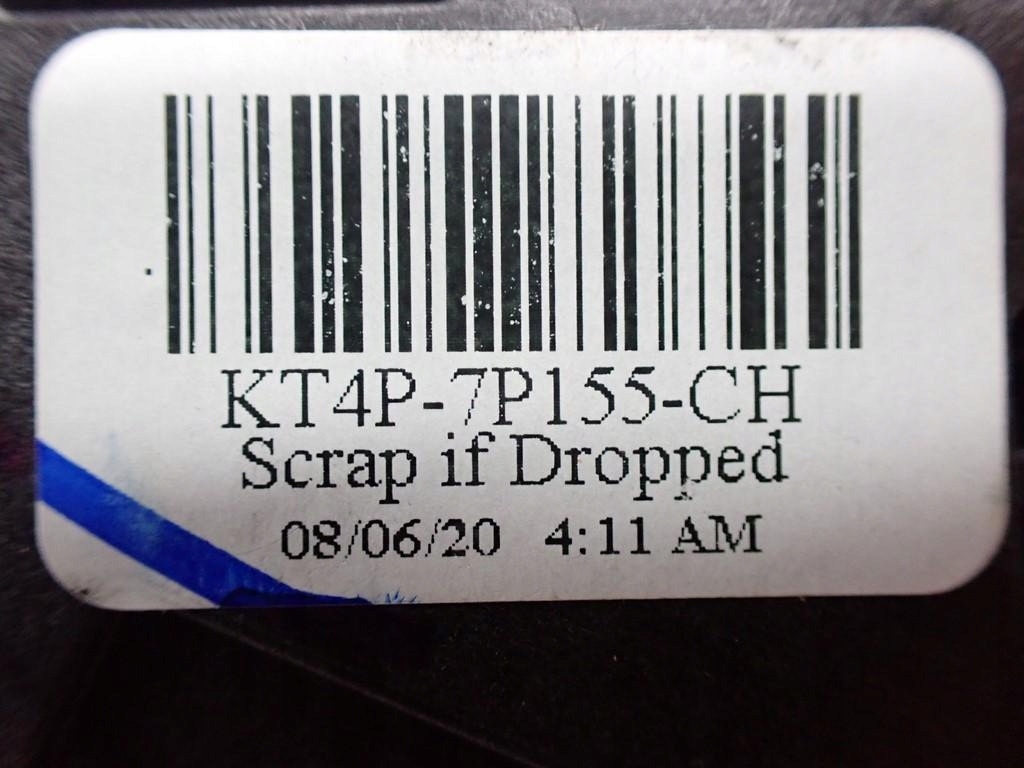 KT4P-7P155-CH
Scrap if Dropped
08/06/20 4:11 AM